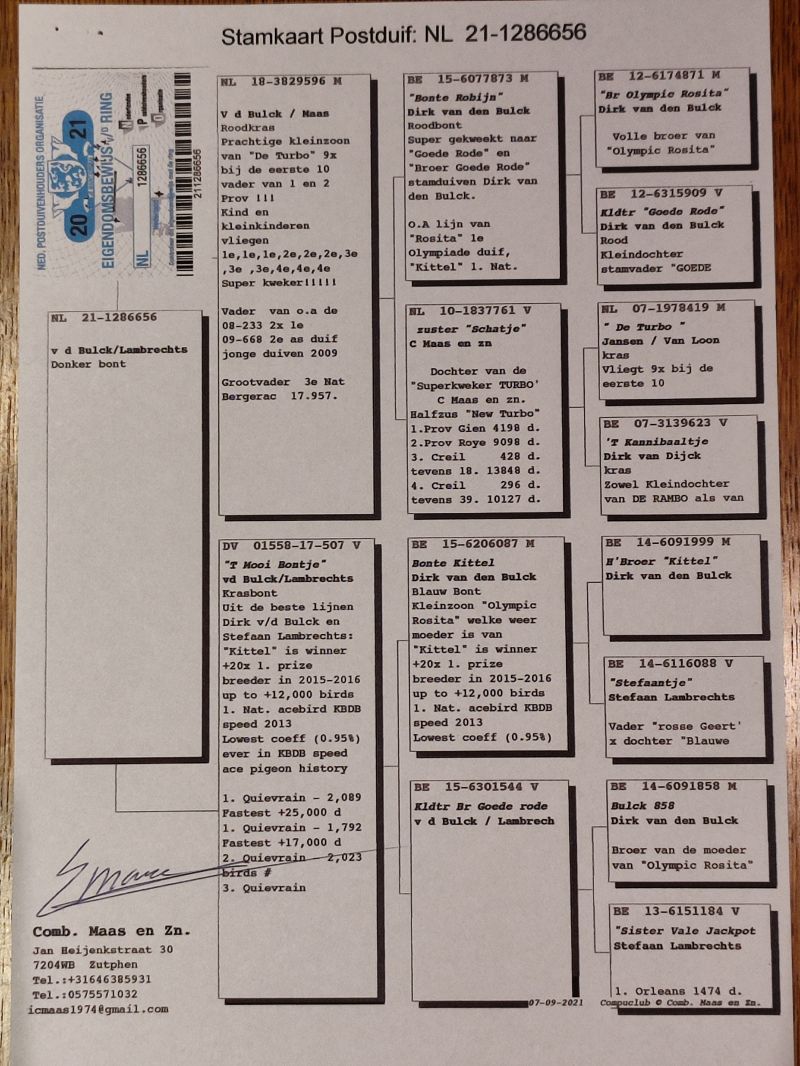 Stamkaart Postduif: NL 21-1286656
NED. POSTDUIVENHOUDERS ORGANISATIE
20 21
EIGENDOMSBEWIJS v/d RING
Nederlandse
Postduivenhouders
Organisatie
NL 1286656
211286656
NL 21-1286656
v d Bulck/Lambrechts
Donker bont
NL 18-3829596 M
V d Bulck / Maas
Roodkras
Prachtige kleinzoon
van "De Turbo" 9x
bij de eerste 10
vader van 1 en 2
Prov !!!
Kind en
kleinkinderen
vliegen
1e,1e,1e,2e,2e,2e,3e
,3e ,3e,4e,4e,4e
Super kweker!!!!!
Vader van o.a de
08-233 2x 1e
09-668 2e as duif
jonge duiven 2009
Grootvader 3e Nat
Bergerac 17.957.
DV 01558-17-507 V
"T Mooi Bontje"
vd Bulck/Lambrechts
Krasbont
Uit de beste lijnen
Dirk v/d Bulck en
Stefaan Lambrechts:
"Kittel" is winner
+20x 1. prize
breeder in 2015-2016
up to +12,000 birds
1. Nat. acebird KBDB
speed 2013
Lowest coeff (0.95%)
ever in KBDB speed
ace pigeon history
1. Quievrain - 2,089
Fastest +25,000 d
1. Quievrain - 1,792
Fastest +17,000 d
2. Quievrain - 2,023
birds #
3. Quievrain
BE 15-6077873 M
"Bonte Robijn"
Dirk van den Bulck
Roodbont
Super gekweekt naar
"Goede Rode" en
"Broer Goede Rode"
stamduiven Dirk van
den Bulck.
O.A lijn van
"Rosita" 1e
Olympiade duif,
"Kittel" 1. Nat.
NL 10-1837761 V
zuster "Schatje"
C Maas en zn
Dochter van de
"Superkweker TURBO'
C Maas en zn.
Halfzus "New Turbo"
1.Prov Gien 4198 d.
2.Prov Roye 9098 d.
3. Creil 428 d.
tevens 18. 13848 d.
4. Creil 296 d.
tevens 39. 10127 d.
BE 15-6206087 M
Bonte Kittel
Dirk van den Bulck
Blauw Bont
Kleinzoon "Olympic
Rosita" welke weer
moeder is van
"Kittel" is winner
+20x 1. prize
breeder in 2015-2016
up to +12,000 birds
1. Nat. acebird KBDB
speed 2013
Lowest coeff (0.95%)
BE 15-6301544 V
Kldtr Br Goede rode
v d Bulck / Lambrech
BE 12-6174871 M
"Br Olympic Rosita"
Dirk van den Bulck
Volle broer van
"Olympic Rosita"
BE 12-6315909 V
Kldtr "Goede Rode"
Dirk van den Bulck
Rood
Kleindochter
stamvader "GOEDE
NL 07-1978419 M
" De Turbo "
Jansen / Van Loon
kras
Vliegt 9x bij de
eerste 10
BE 07-3139623 V
'T Kannibaaltje
Dirk van Dijck
kras
Zowel Kleindochter
van DE RAMBO als van
BE 14-6091999 M
H'Broer "Kittel"
Dirk van den Bulck
BE 14-6116088 V
"Stefaantje"
Stefaan Lambrechts
Vader "rosse Geert'
x dochter "Blauwe
BE 14-6091858 M
Bulck 858
Dirk van den Bulck
Broer van de moeder
van "Olympic Rosita"
BE 13-6151184 V
"Sister Vale Jackpot
Stefaan Lambrechts
1. Orleans 1474 d.
Comb. Maas en Zn.
Jan Heijenkstraat 30
7204WB Zutphen
Tel.:+31646385931
Tel.:0575571032
icmaas1974@gmail.com
07-09-2021 Compuclub © Comb. Maas en Zn.